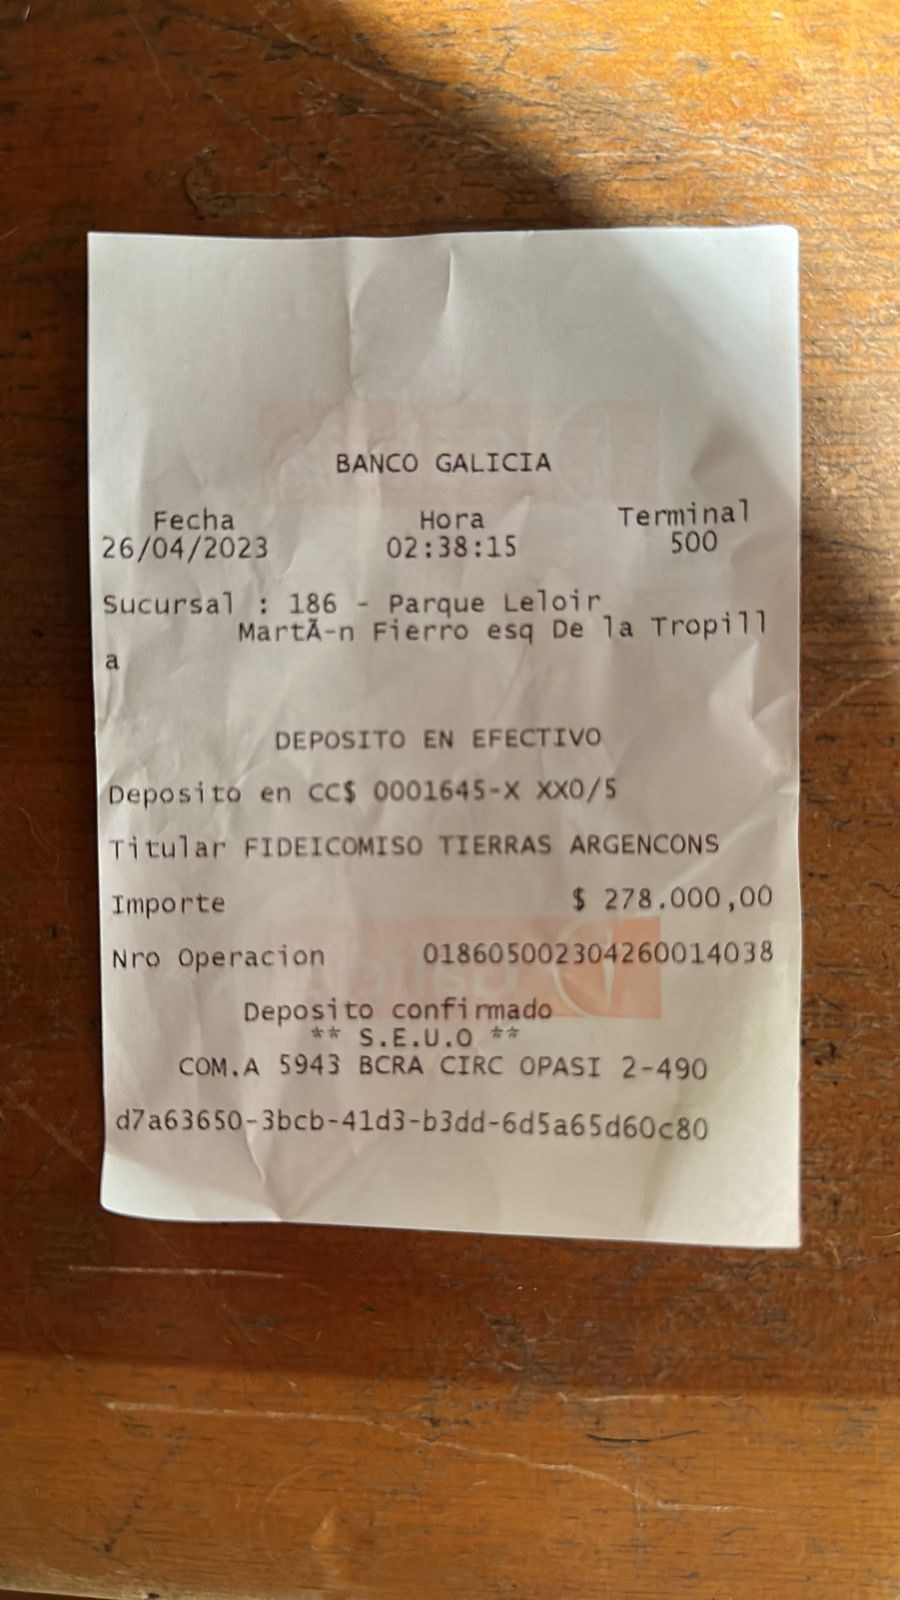 BANCO GALICIA
Fecha Hora Terminal
26/04/2023 02:38:15 500
Sucursal : 186 - Parque Leloir
MartÃ-n Fierro esq De la Tropill
a
DEPOSITO EN EFECTIVO
Deposito en CC$ 0001645-X XX0/5
Titular FIDEICOMISO TIERRAS ARGENCONS
Importe $ 278.000,00
Nro Operacion 018605002304260014038
Deposito confirmado
** S.E.U.O **
COM.A 5943 BCRA CIRC OPASI 2-490
d7a63650-3bcb-41d3-b3dd-6d5a65d60c80